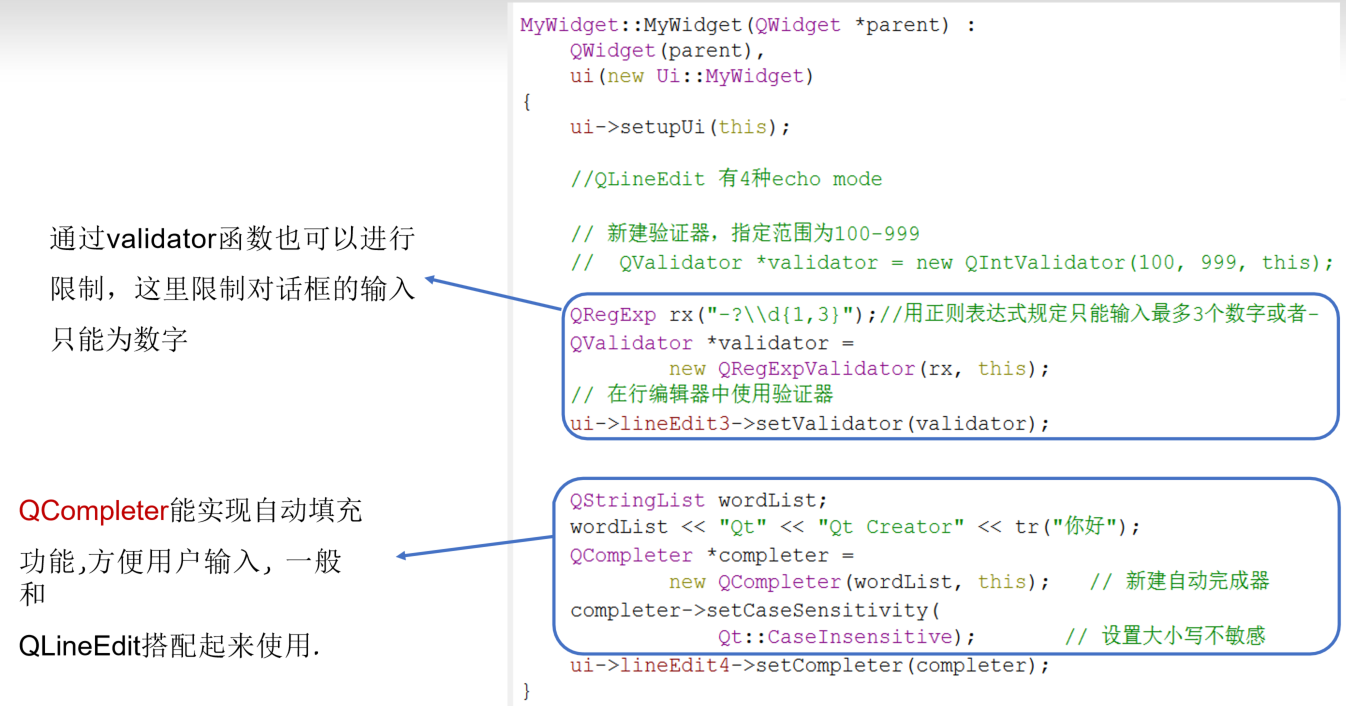 MyWidget::MyWidget(QWidget *parent) :
QWidget(parent),
ui(new Ui::MyWidget)
{
ui->setupUi(this);
//QLineEdit 有4种echo mode
// 新建验证器，指定范围为100-999
// QValidator *validator = new QIntValidator(100, 999, this);
QRegExp rx("-?\\d{1,3}");//用正则表达式规定只能输入最多3个数字或者-
QValidator *validator =
new QRegExpValidator(rx, this);
// 在行编辑器中使用验证器
ui->lineEdit3->setValidator(validator);
QStringList wordList;
wordList << "Qt" << "Qt Creator" << tr("你好");
QCompleter *completer =
new QCompleter(wordList, this); // 新建自动完成器
completer->setCaseSensitivity(
Qt::CaseInsensitive); // 设置大小写不敏感
ui->lineEdit4->setCompleter(completer);
}
通过validator函数也可以进行
限制，这里限制对话框的输入
只能为数字
QCompleter能实现自动填充
功能,方便用户输入, 一般
和
QLineEdit搭配起来使用.